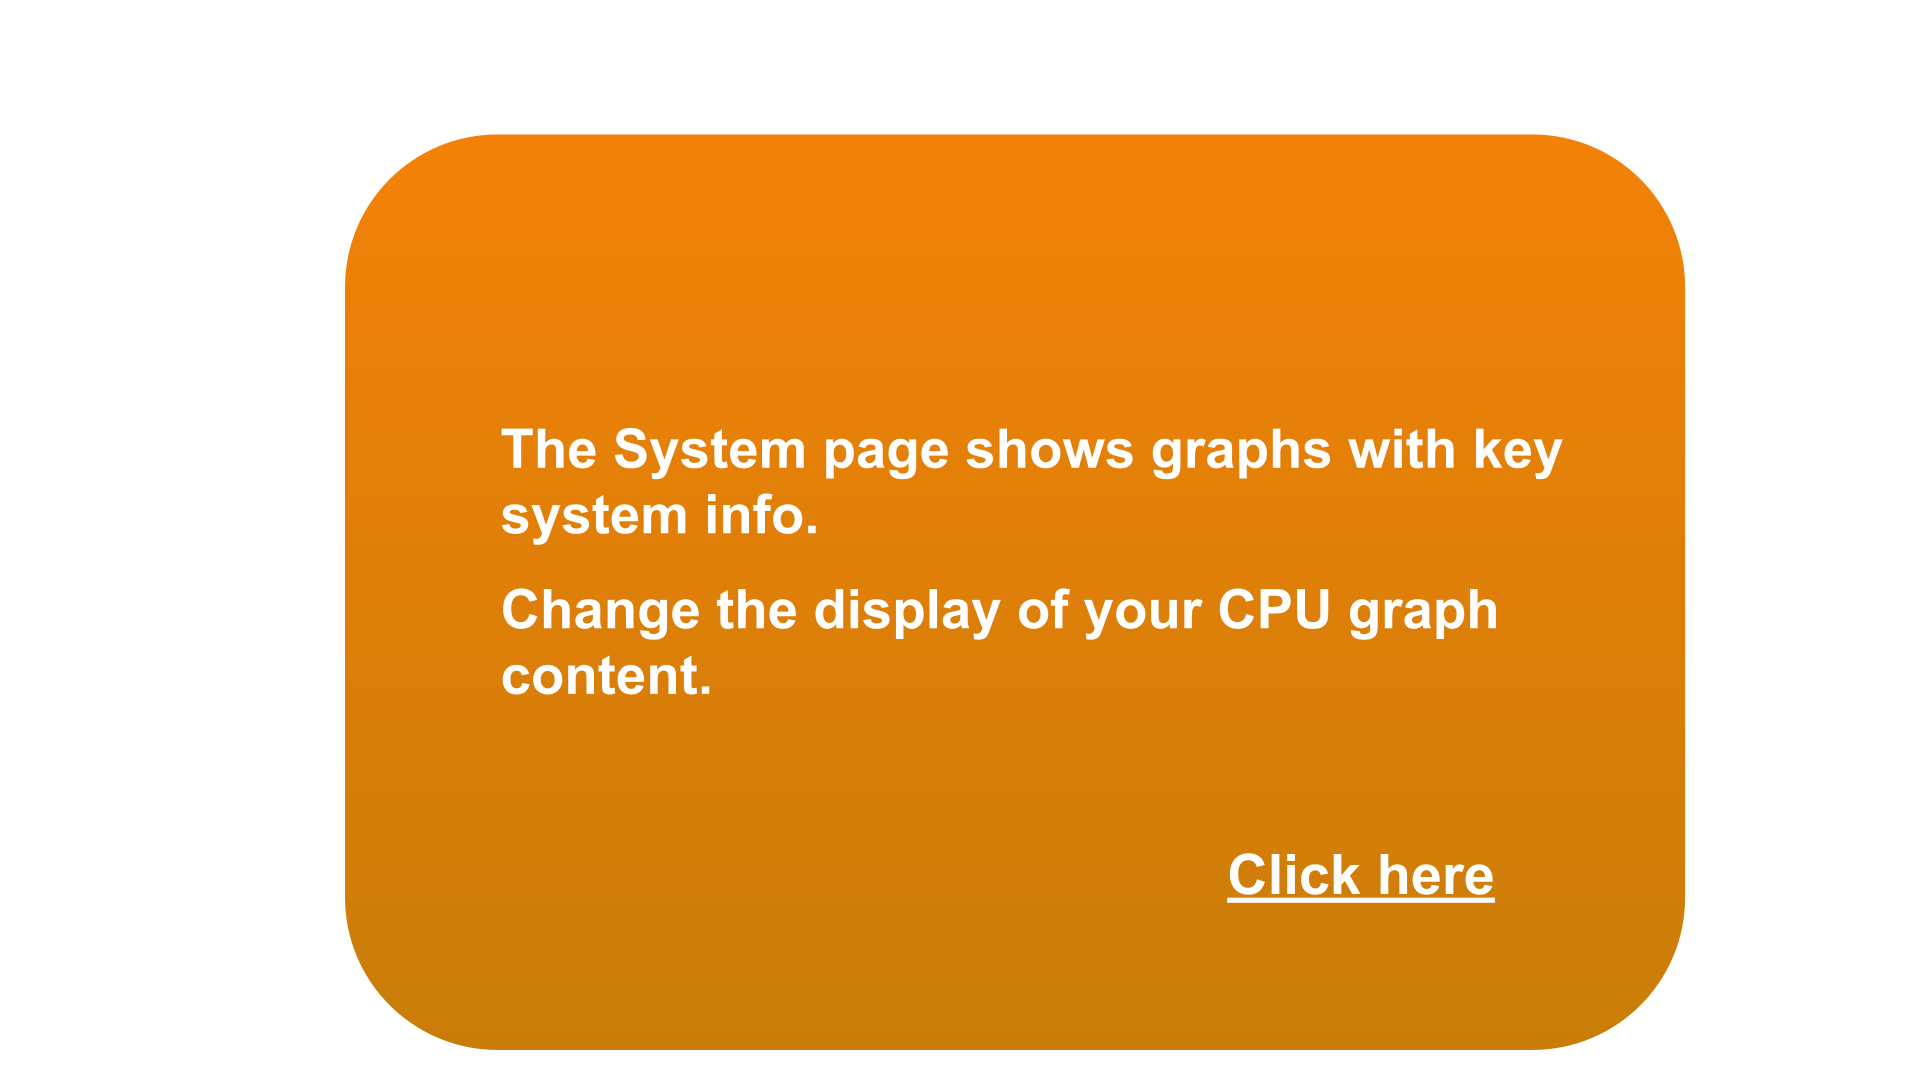 The System page shows graphs with key
system info.
Change the display of your CPU graph
content.
Click here